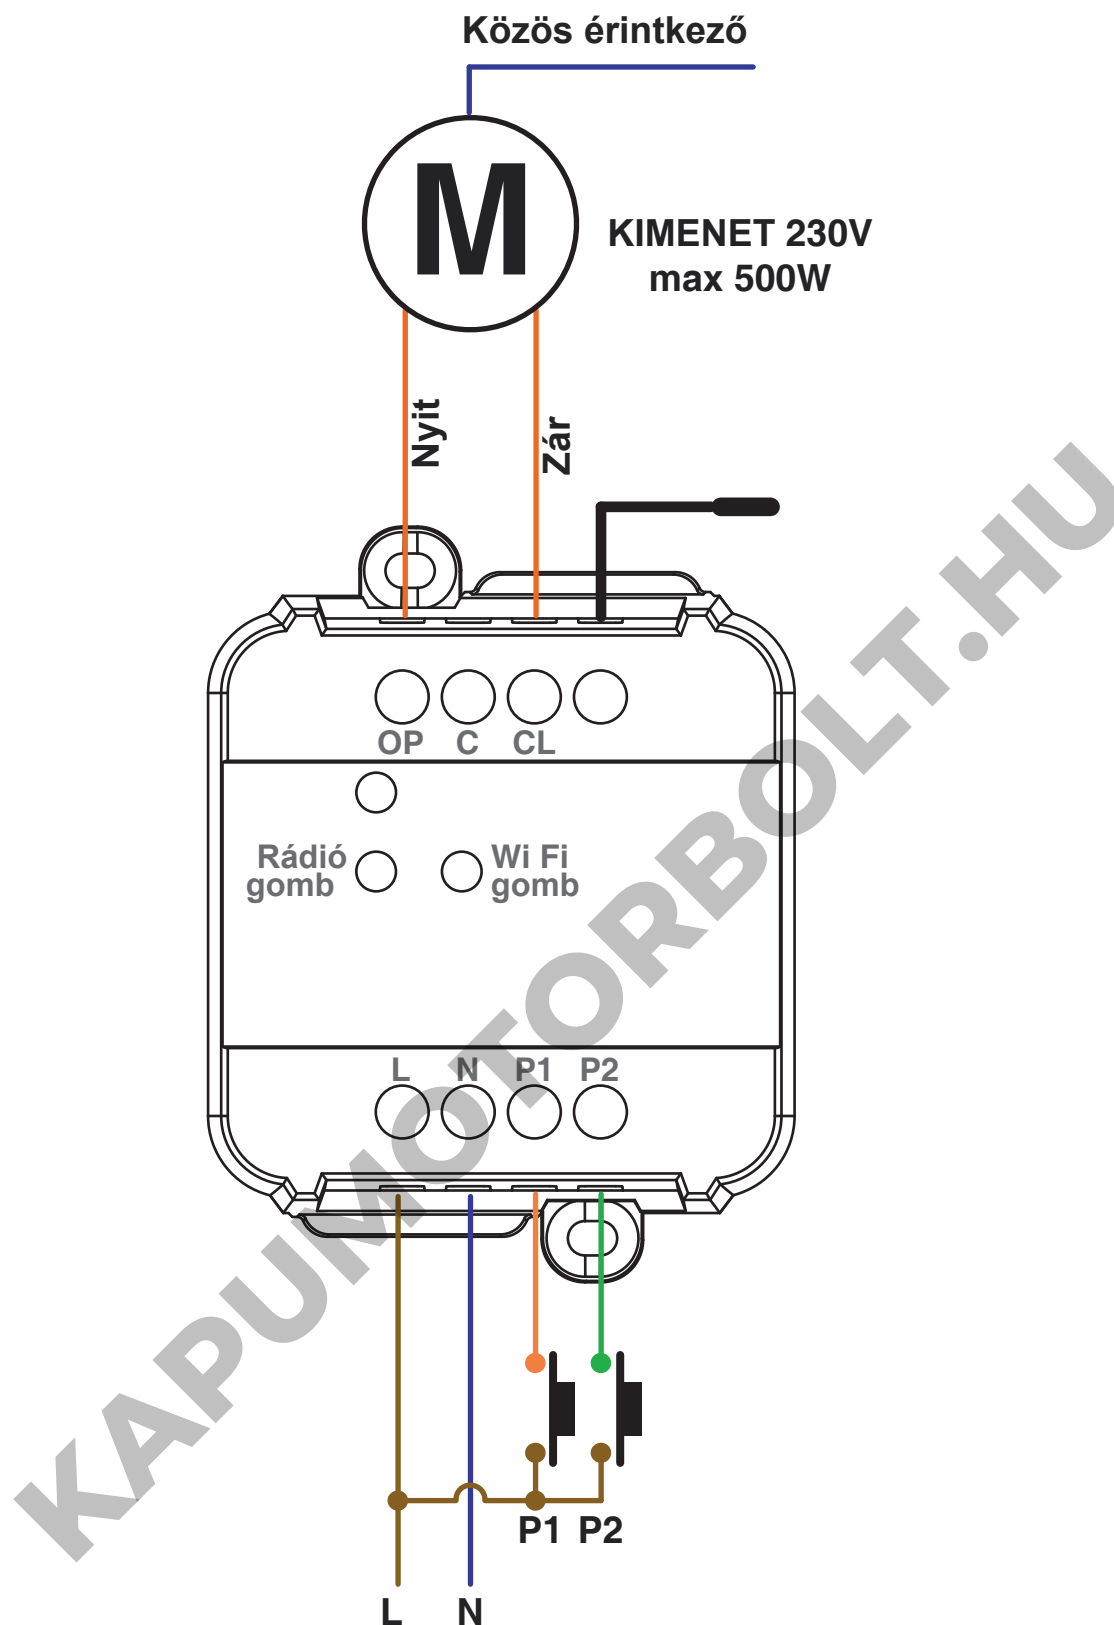 Közös érintkező
M
KIMENET 230V
max 500W
Nyit
Zár
OP C CL
Rádió
gomb
Wi Fi
gomb
L N P1 P2
P1 P2
L N
KAPUMOTORBOLT.HU